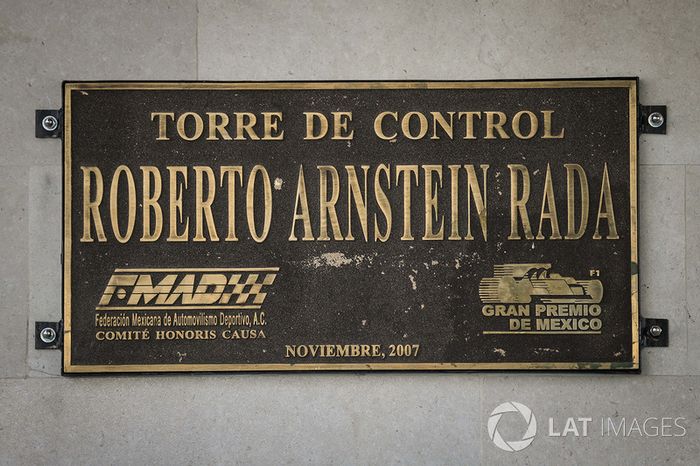 TORRE DE CONTROL
ROBERTO ARNSTEIN RADA
FMAD
Federación Mexicana de Automovilismo Deportivo, A.C.
COMITÉ HONORIS CAUSA
F1
GRAN PREMIO
DE MEXICO
NOVIEMBRE, 2007
LAT IMAGES